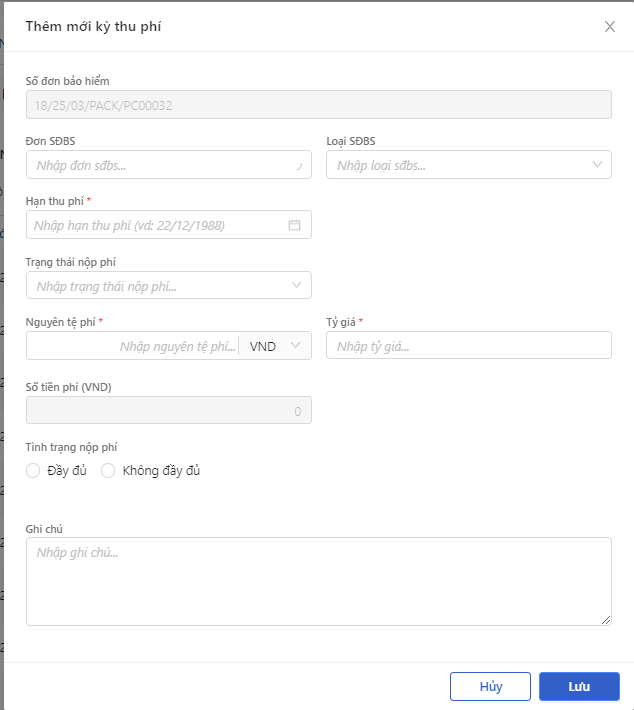 Thêm mới kỳ thu phí
Số đơn bảo hiểm
18/25/03/PACK/PC00032
Đơn SĐBS
Loại SĐBS
Nhập đơn sđbs...
Nhập loại sđbs...
Hạn thu phí *
Nhập hạn thu phí (vd: 22/12/1988)
Trạng thái nộp phí
Nhập trạng thái nộp phí...
Nguyên tệ phí *
Tỷ giá *
Nhập nguyên tệ phí... VND
Nhập tỷ giá...
Số tiền phí (VND)
0
Tình trạng nộp phí
Đầy đủ
Không đầy đủ
Ghi chú
Nhập ghi chú...
Hủy
Lưu